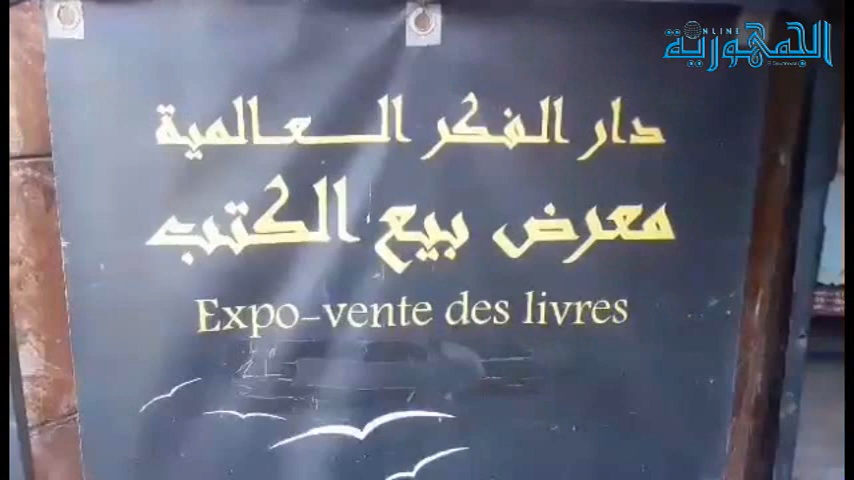 الجمهورية
ONLINE
دار الفكر العالمية
معرض بيع الكتب
Expo-vente des livres